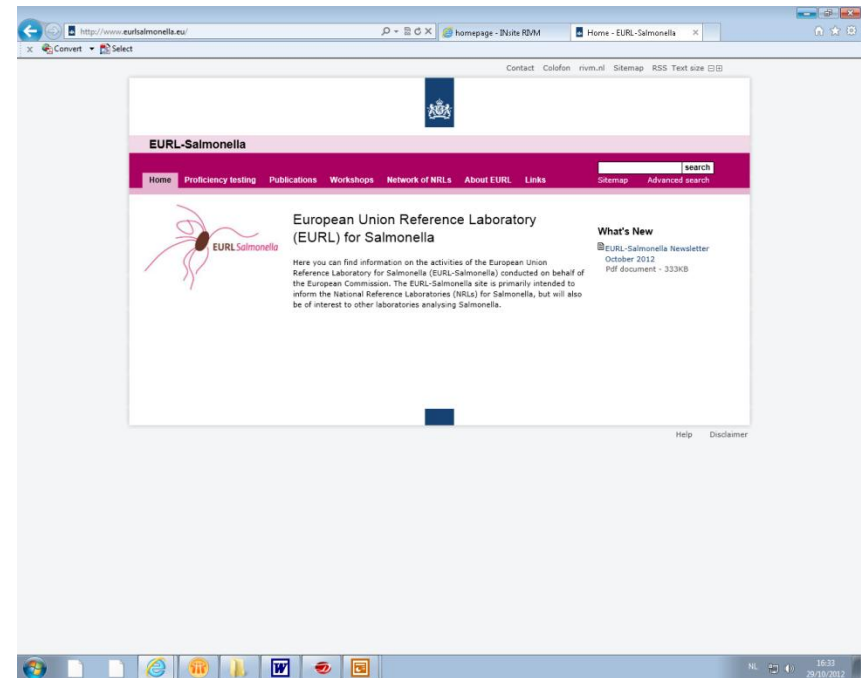 http://www.eurlsalmonella.eu/
homepage - INsite RIVM
Home - EURL-Salmonella
x Convert Select
Contact Colofon rivm.nl Sitemap RSS Text size
EURL-Salmonella
search
Home Proficiency testing Publications Workshops Network of NRLs About EURL Links
Sitemap Advanced search
EURL Salmonella
European Union Reference Laboratory
(EURL) for Salmonella
Here you can find information on the activities of the European Union
Reference Laboratory for Salmonella (EURL-Salmonella) conducted on behalf of
the European Commission. The EURL-Salmonella site is primarily intended to
inform the National Reference Laboratories (NRLs) for Salmonella, but will also
be of interest to other laboratories analysing Salmonella.
What's New
EURL-Salmonella Newsletter
October 2012
Pdf document - 333KB
Help Disclaimer
NL
16:33
29/10/2012